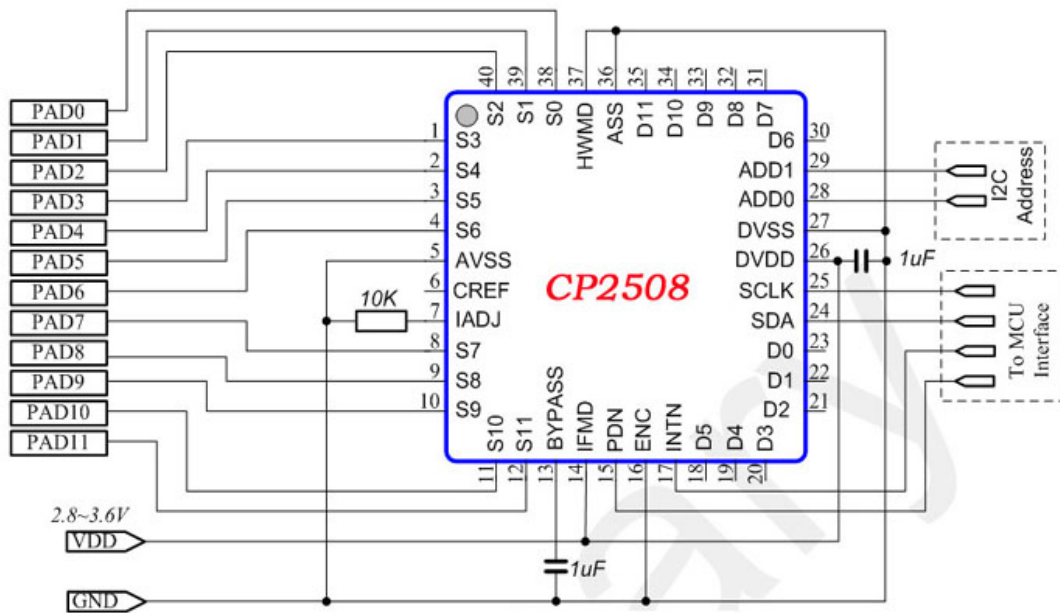 40 39 38 37 36 35 34 33 32 31
S2 S1 S0 HWMD ASS D11 D10 D9 D8 D7
PAD0
PAD1
PAD2
PAD3
PAD4
PAD5
PAD6
PAD7
PAD8
PAD9
PAD10
PAD11
1 S3
2 S4
3 S5
4 S6
5 AVSS
6 CREF
10K
7 IADJ
8 S7
9 S8
10 S9
CP2508
D6 30
ADD1 29
ADD0 28
DVSS 27
DVDD 26
1uF
SCLK 25
SDA 24
D0 23
D1 22
D2 21
I2C
Address
To MCU
Interface
S10 S11 BYPASS IFMD PDN ENC INTN D5 D4 D3
11 12 13 14 15 16 17 18 19 20
2.8~3.6V
VDD
1uF
GND
ary